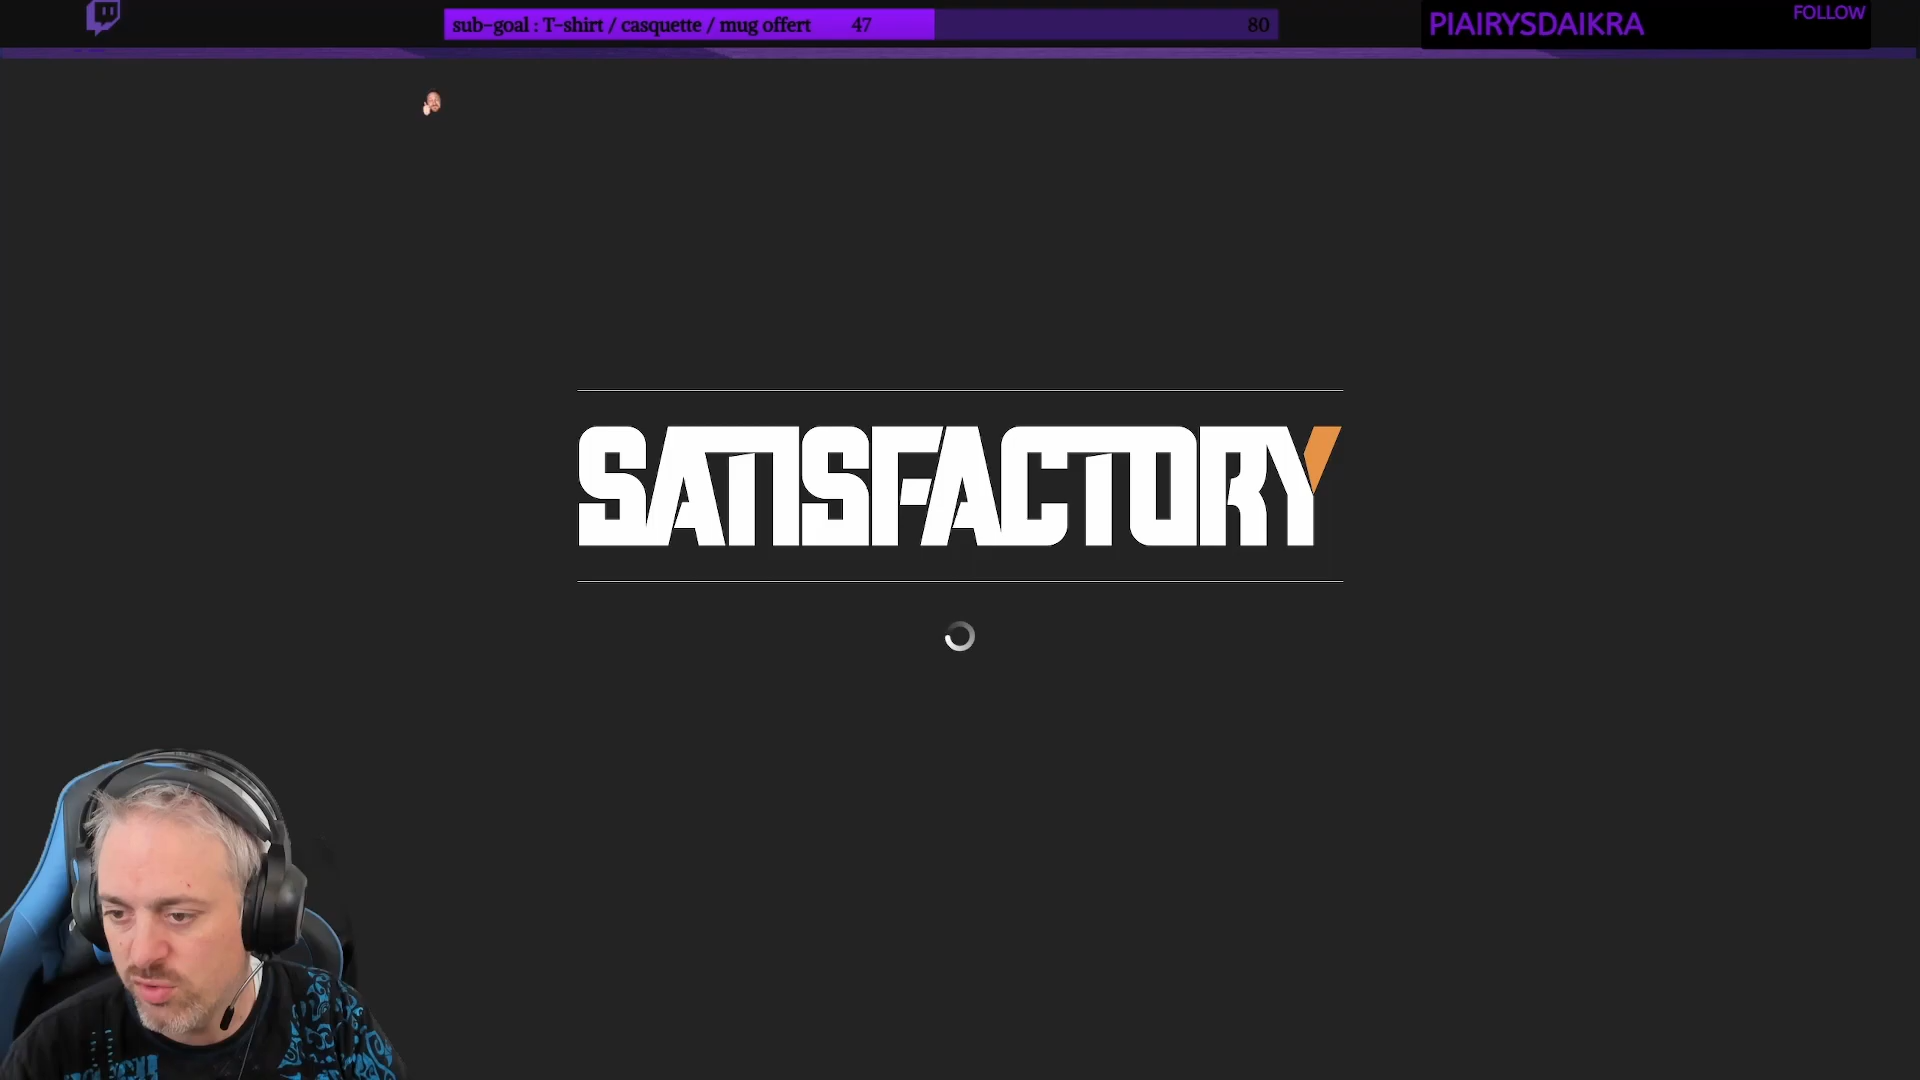 sub-goal : T-shirt / casquette / mug offert 47 80
FOLLOW
PIAIRYSDAIKRA
SATISFACTORY